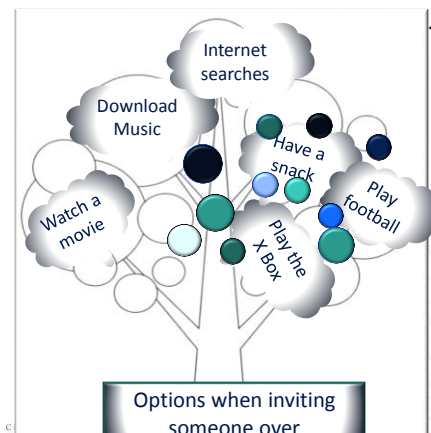 Internet
searches
Download
Music
Have a
snack
Play
football
Watch a
movie
Play the
X Box
Options when inviting
someone over